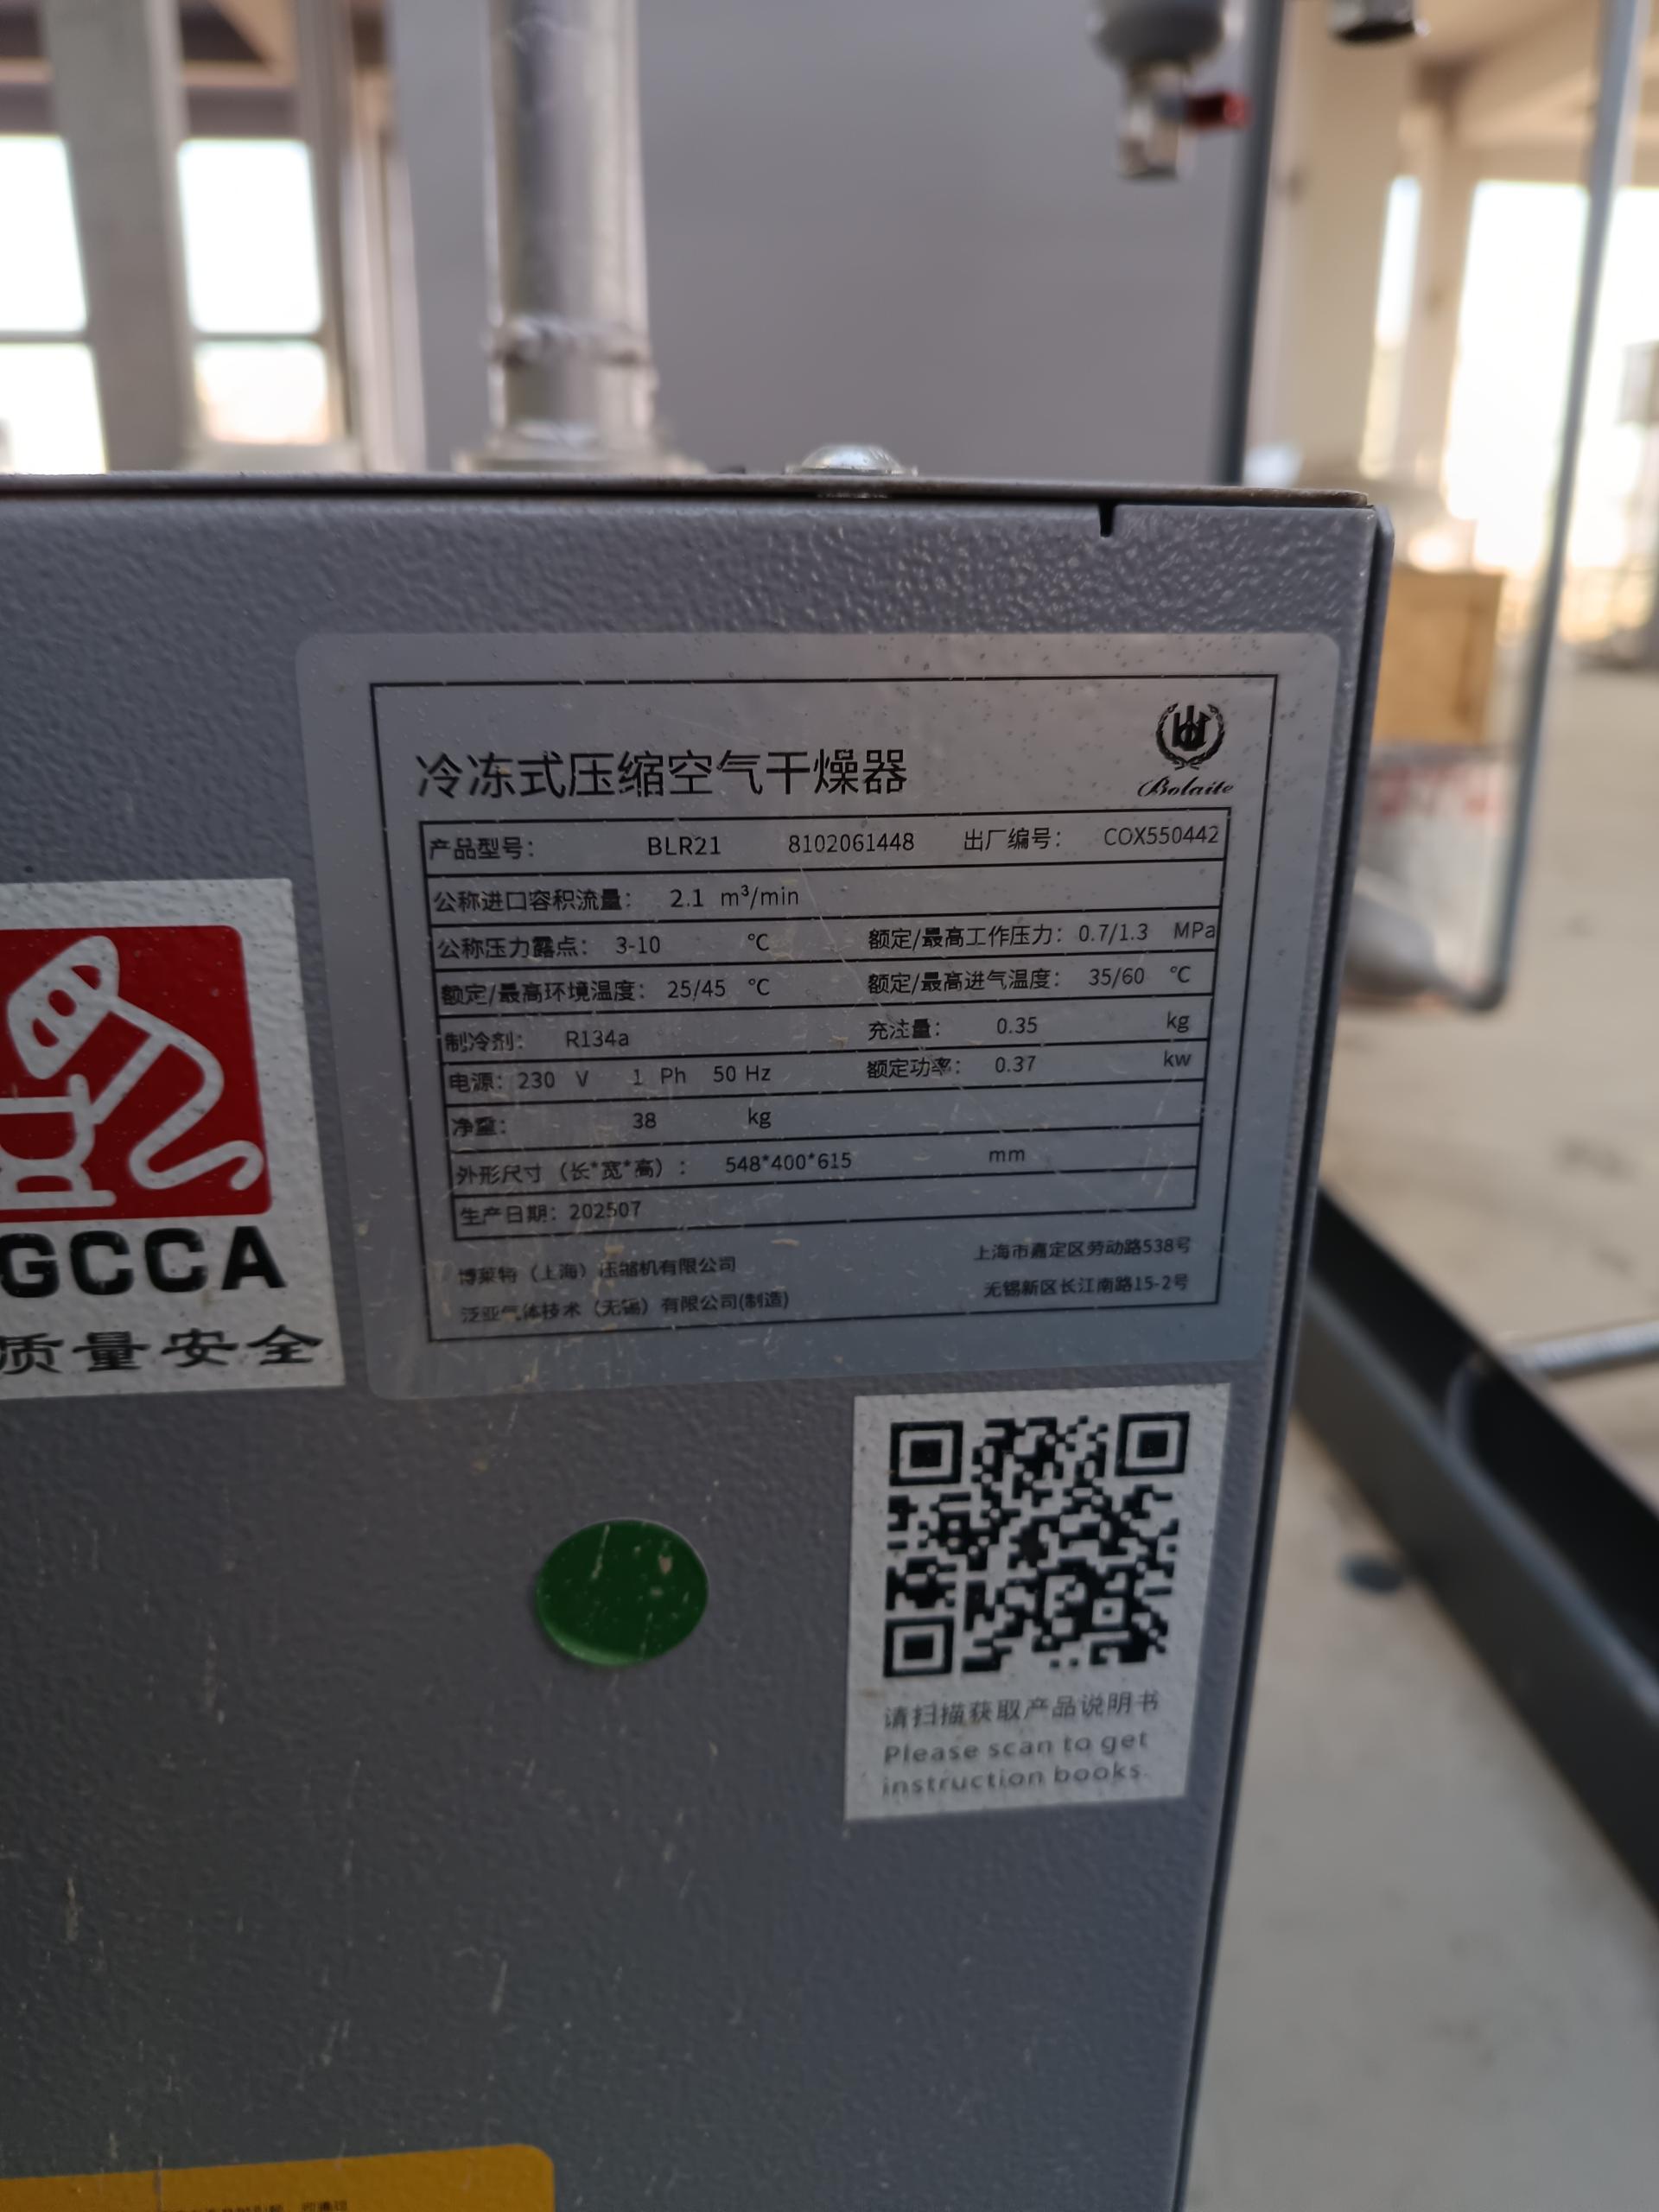 冷冻式压缩空气干燥器
Bolaite
产品型号: BLR21 8102061448 出厂编号: COX550442
公称进口容积流量: 2.1 m³/min
公称压力露点: 3-10 ℃ 额定/最高工作压力: 0.7/1.3 MPa
额定/最高环境温度: 25/45 ℃ 额定/最高进气温度: 35/60 ℃
制冷剂: R134a 充注量: 0.35 kg
电源: 230 V 1 Ph 50 Hz 额定功率: 0.37 kw
净重: 38 kg
外形尺寸(长*宽*高): 548*400*615 mm
生产日期: 202507
博莱特(上海)压缩机有限公司 上海市嘉定区劳动路538号
泛亚气体技术(无锡)有限公司(制造) 无锡新区长江南路15-2号
GCCA
质量安全
请扫描获取产品说明书
Please scan to get
instruction books.